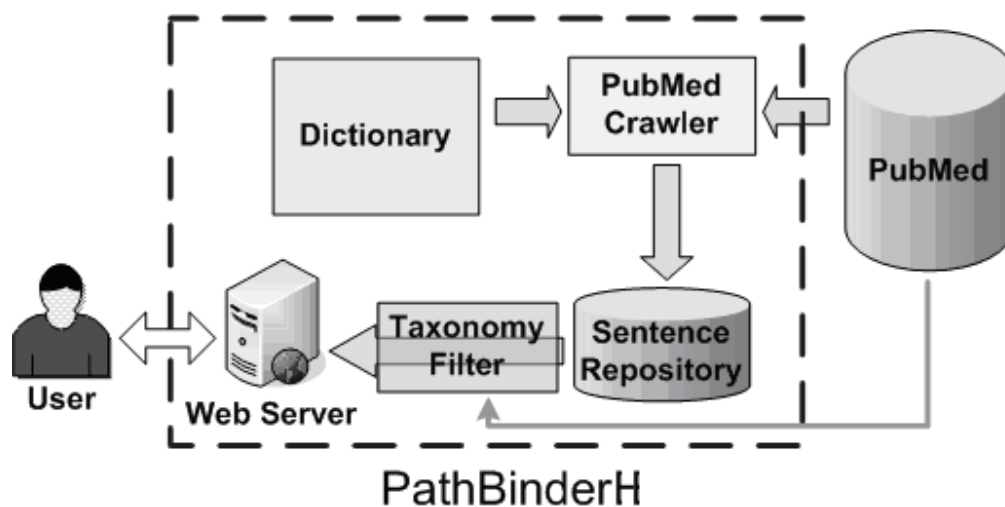 Dictionary
PubMed
Crawler
PubMed
User
Web Server
Taxonomy
Filter
Sentence
Repository
PathBinderH